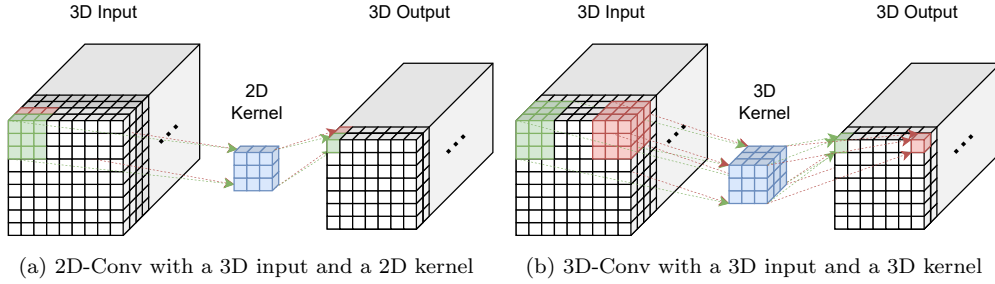 3D Input
3D Output
2D
Kernel
(a) 2D-Conv with a 3D input and a 2D kernel
3D Input
3D Output
3D
Kernel
(b) 3D-Conv with a 3D input and a 3D kernel